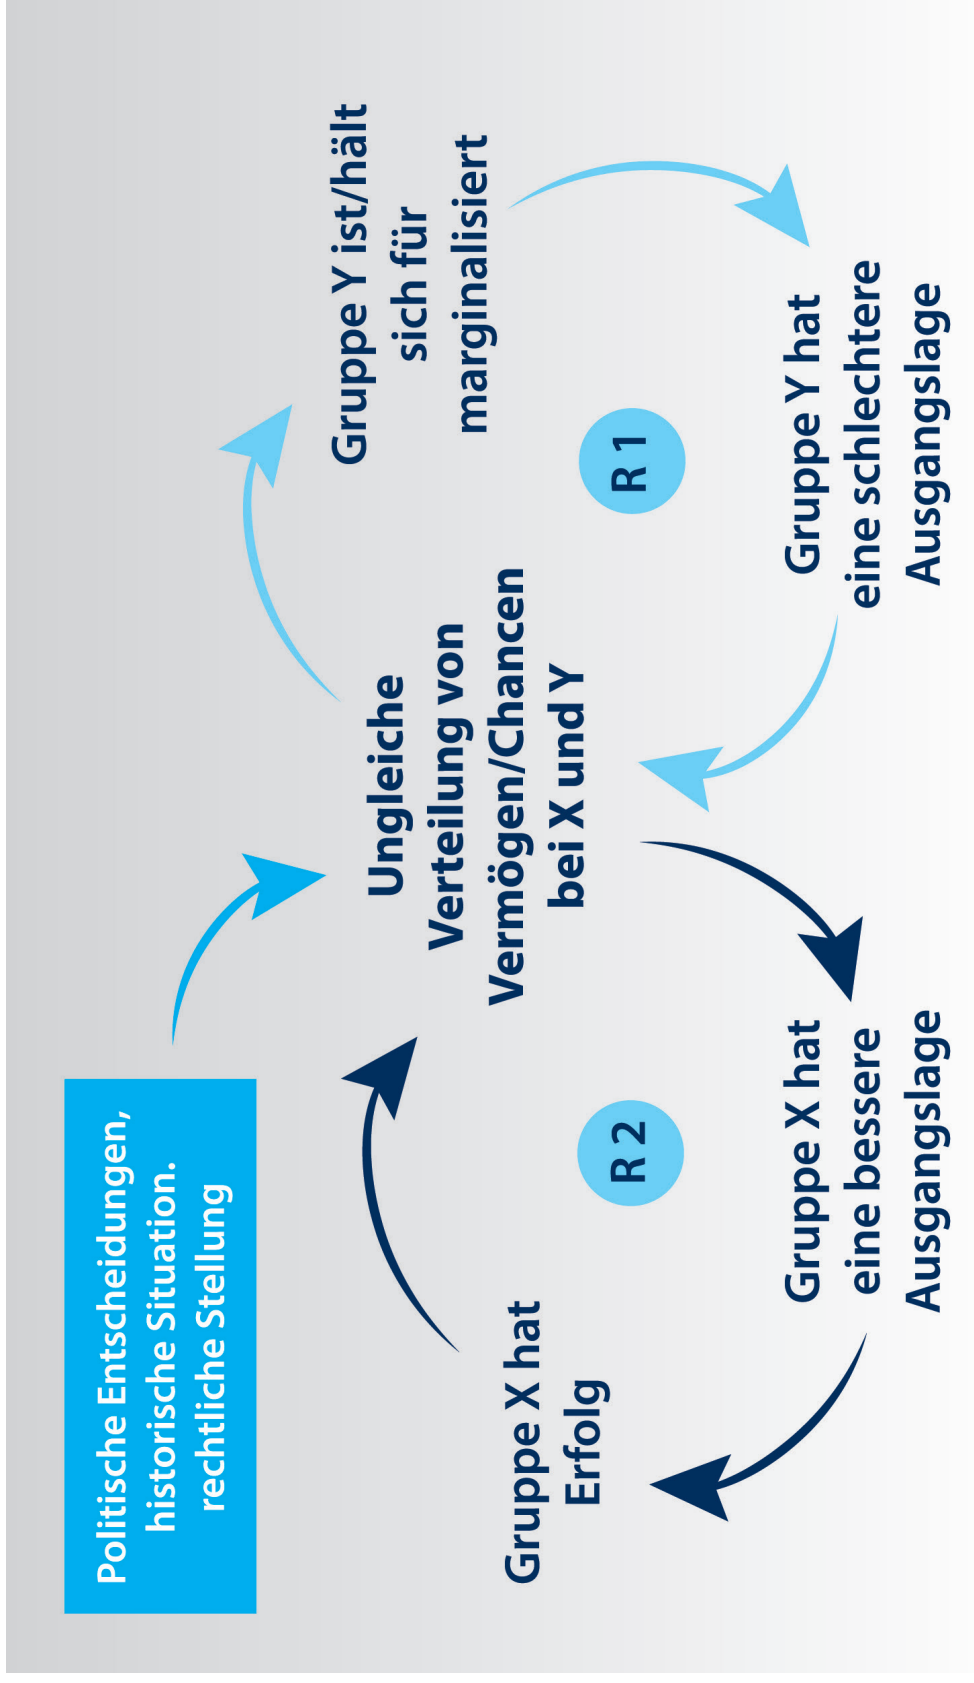 Politische Entscheidungen,
historische Situation.
rechtliche Stellung
Ungleiche
Verteilung von
Vermögen/Chancen
bei X und Y
Gruppe Y ist/hält
sich für
marginalisiert
R 1
Gruppe Y hat
eine schlechtere
Ausgangslage
Gruppe X hat
Erfolg
R 2
Gruppe X hat
eine bessere
Ausgangslage